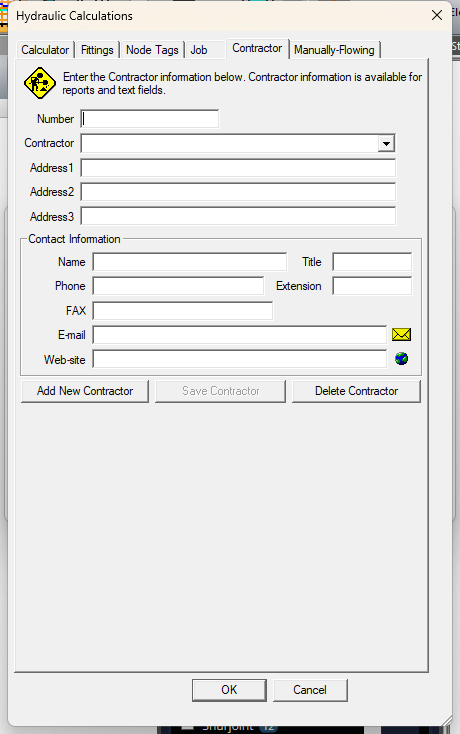 Hydraulic Calculations
Calculator Fittings Node Tags Job Contractor Manually-Flowing
Enter the Contractor information below. Contractor information is available for
reports and text fields.
Number
Contractor
Address1
Address2
Address3
Contact Information
Name Title
Phone Extension
FAX
E-mail
Web-site
Add New Contractor Save Contractor Delete Contractor
OK Cancel
12